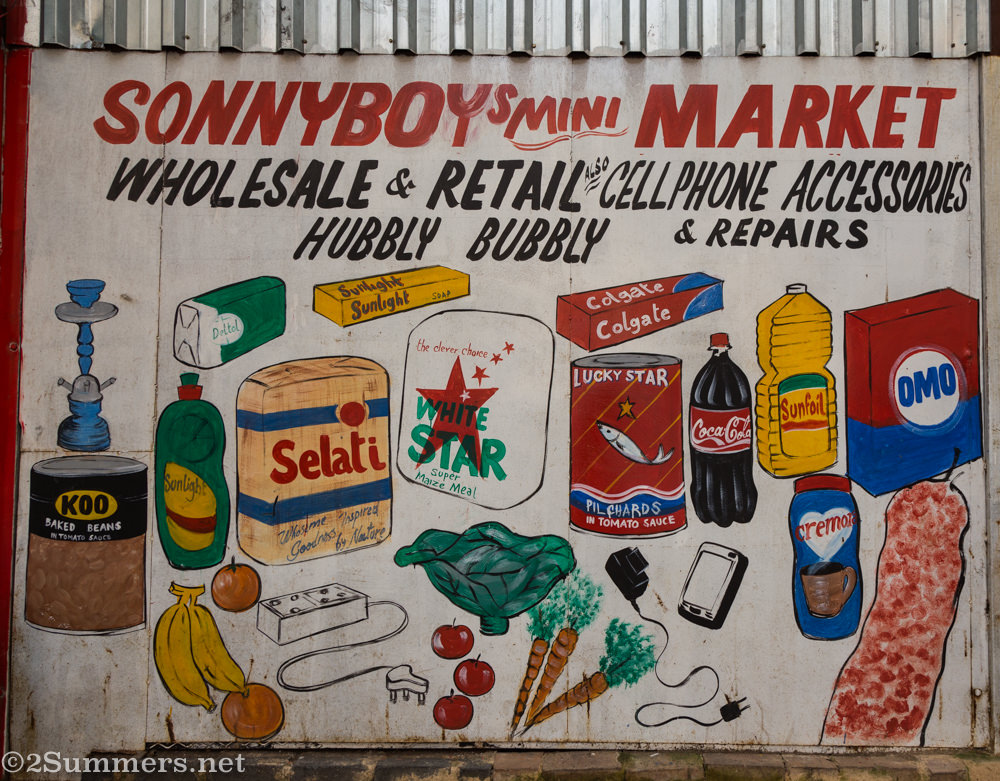 SONNYBOY'S MINI MARKET
WHOLESALE & RETAIL ALSO CELLPHONE ACCESSORIES
HUBBLY BUBBLY & REPAIRS
Dettol
Sunlight
Sunlight SOAP
Colgate
Colgate
the clever choice
WHITE
STAR
Super
Maize Meal
Selati
Wholesome Inspired
Goodness by Nature
Sunlight
KOO
BAKED BEANS
IN TOMATO SAUCE
LUCKY STAR
PILCHARDS
IN TOMATO SAUCE
Coca Cola
Sunfoil
OMO
cremora
©2Summers.net